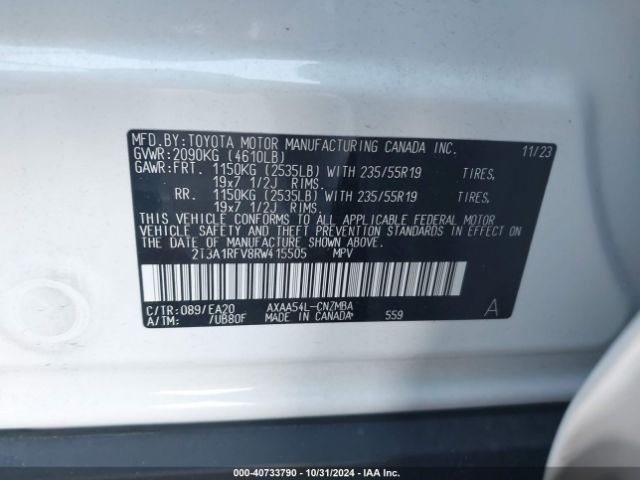 MFD.BY:TOYOTA MOTOR MANUFACTURING CANADA INC. 11/23
GVWR:2090KG (4610LB)
GAWR:FRT. 1150KG (2535LB) WITH 235/55R19 TIRES,
19x7 1/2J RIMS.
RR. 1150KG (2535LB) WITH 235/55R19 TIRES,
19x7 1/2J RIMS.
THIS VEHICLE CONFORMS TO ALL APPLICABLE FEDERAL MOTOR
VEHICLE SAFETY AND THEFT PREVENTION STANDARDS IN EFFECT
ON THE DATE OF MANUFACTURE SHOWN ABOVE.
2T3A1RFV8RW415505 MPV
C/TR:089/EA20 AXAA54L-CNZMBA
A/TM: /UB80F MADE IN CANADA 559 A
000-40733790 - 10/31/2024 - IAAI.com